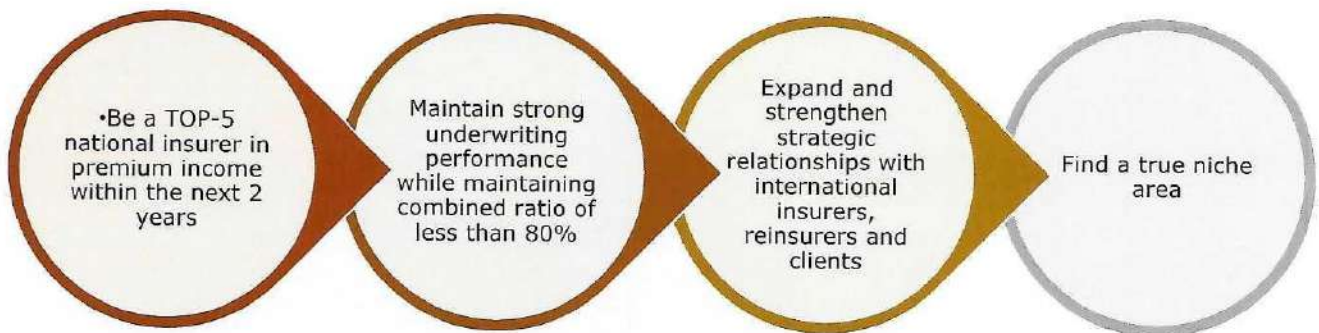 •Be a TOP-5
national insurer in
premium income
within the next 2
years
Maintain strong
underwriting
performance
while maintaining
combined ratio of
less than 80%
Expand and
strengthen
strategic
relationships with
international
insurers,
reinsurers and
clients
Find a true niche
area